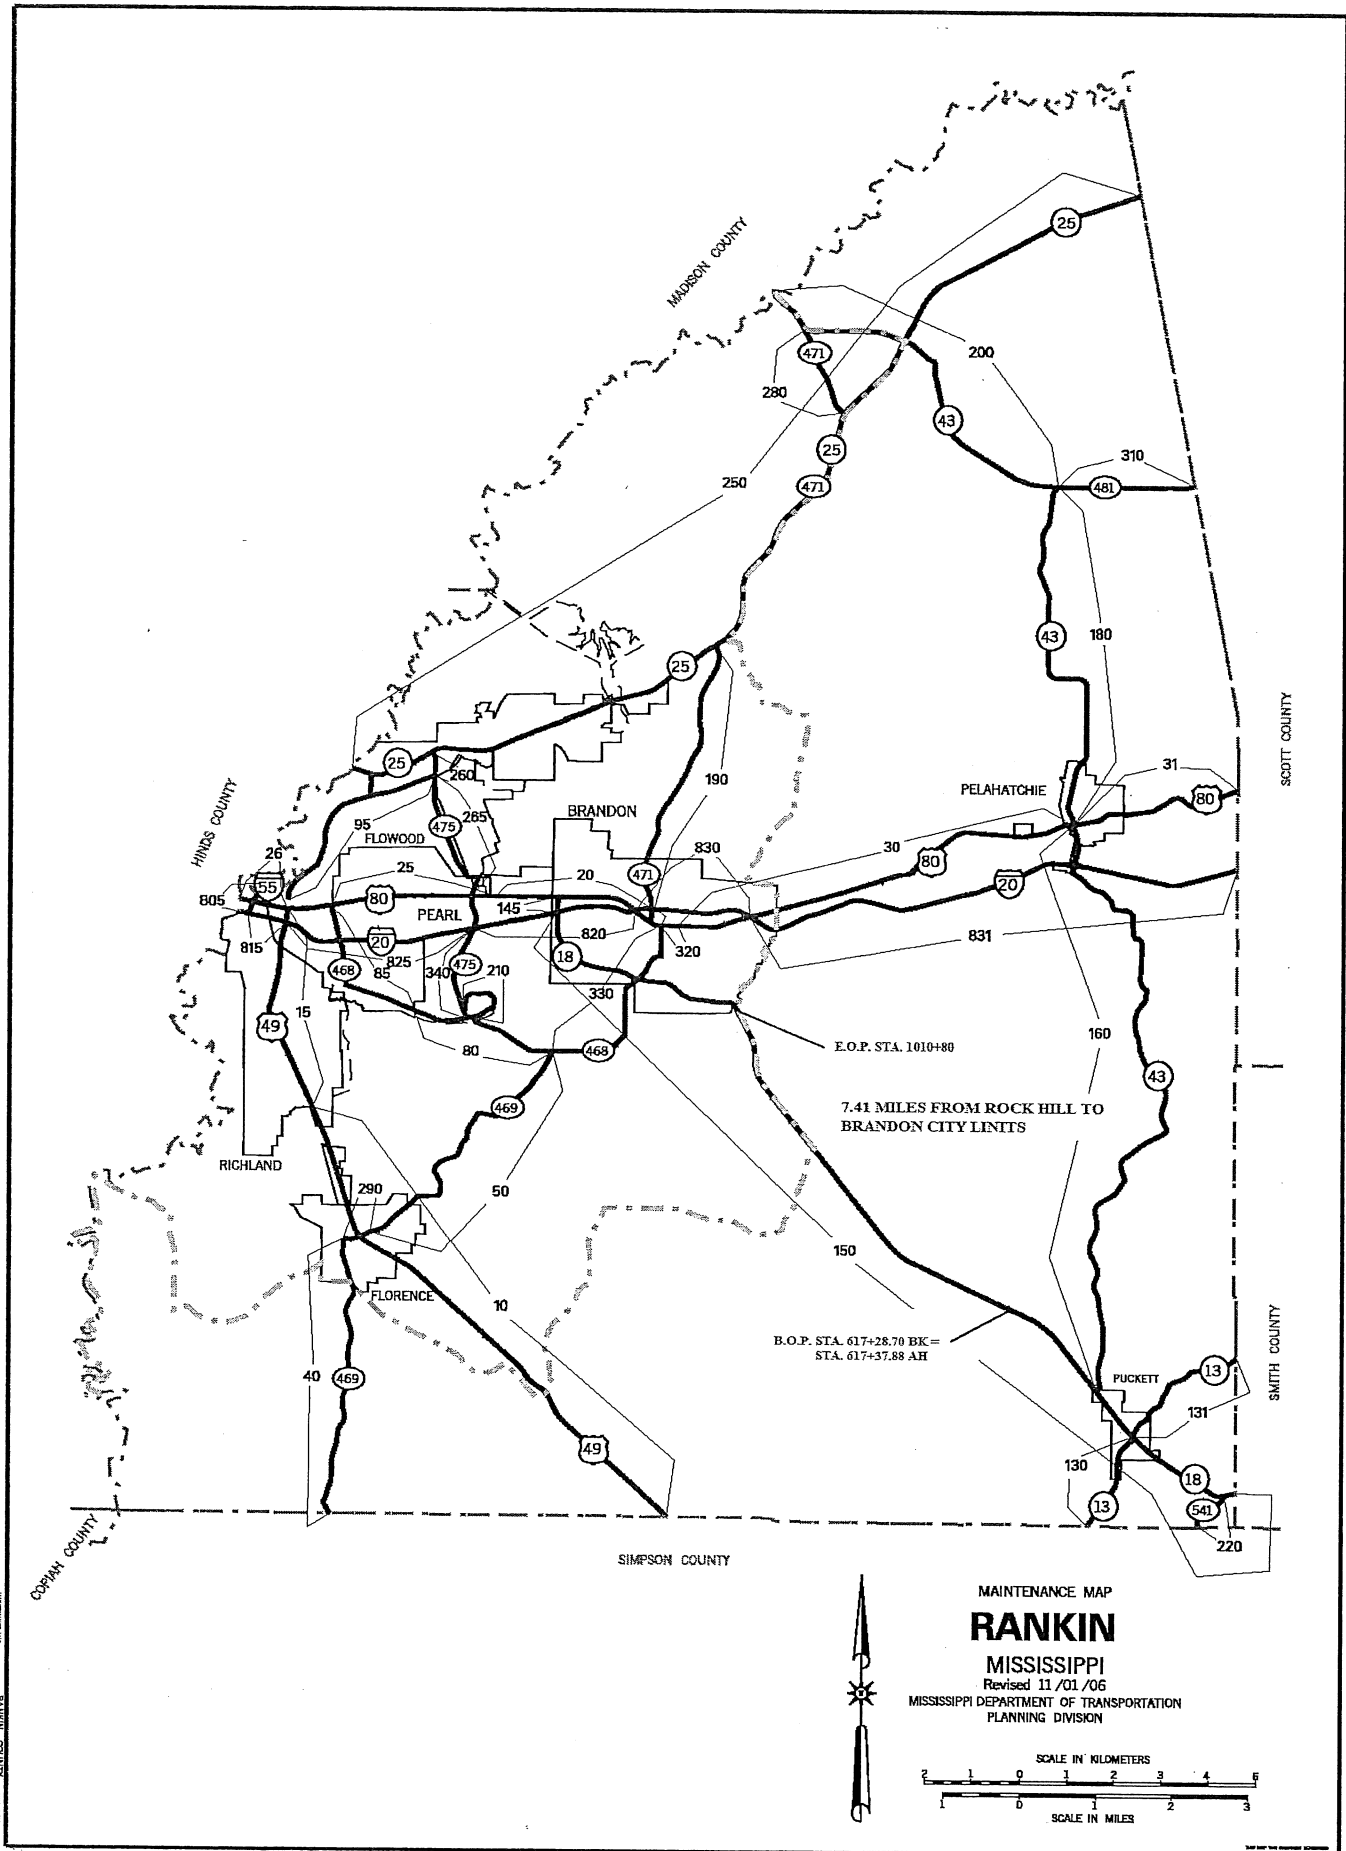 25
MADISON COUNTY
200
471
280
43
25
310
250
471
481
43
180
25
SCOTT COUNTY
25
31
260
190
PELAHATCHIE
80
HINDS COUNTY
BRANDON
265
475
95
FLOWOOD
830
30
26
80
55
25
20
471
20
805
80
145
PEARL
820
831
815
20
825
18
320
468
85
340
475
210
330
15
49
160
E.O.P. STA. 1010+80
80
468
43
469
7.41 MILES FROM ROCK HILL TO
BRANDON CITY LINITS
RICHLAND
290
50
150
FLORENCE
10
B.O.P. STA. 617+28.70 BK =
STA. 617+37.88 AH
SMITH COUNTY
40
469
PUCKETT
13
131
49
130
18
13
541
220
COPIAH COUNTY
SIMPSON COUNTY
MAINTENANCE MAP
RANKIN
MISSISSIPPI
Revised 11/01/06
MISSISSIPPI DEPARTMENT OF TRANSPORTATION
PLANNING DIVISION
SCALE IN KILOMETERS
2 1 0 1 2 3 4 6
1 0 1 2 3
SCALE IN MILES